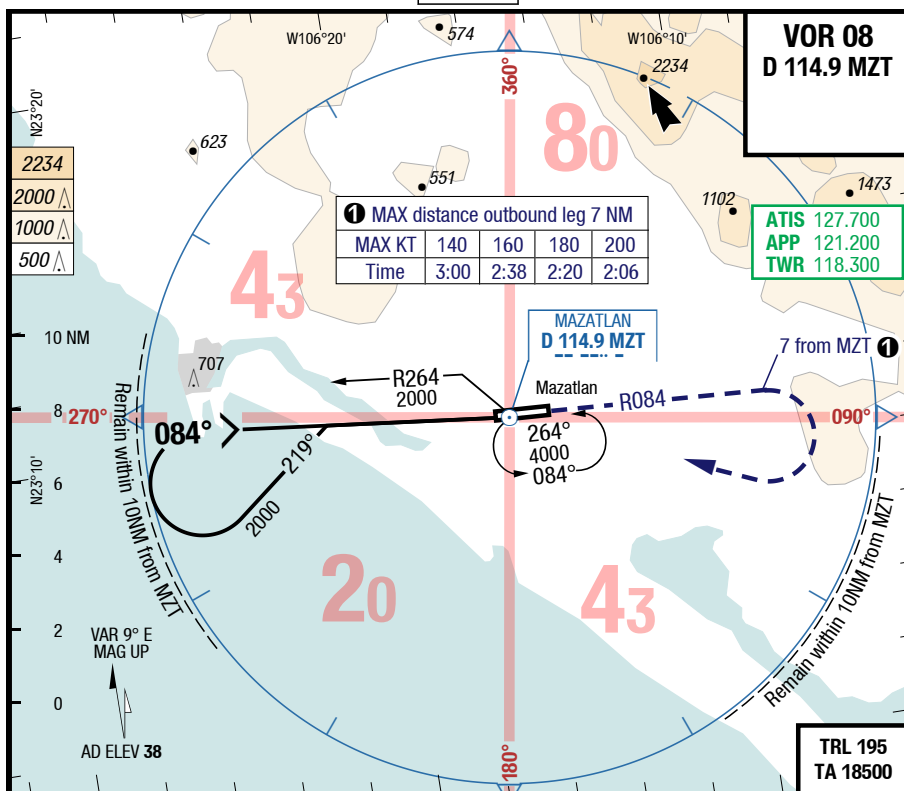 574
W106°20'
W106°10'
VOR 08
D 114.9 MZT
360°
2234
N23°20'
623
80
2234
2000
1000
500
551
1102
1473
❶ MAX distance outbound leg 7 NM
MAX KT 140 160 180 200
Time 3:00 2:38 2:20 2:06
ATIS 127.700
APP 121.200
TWR 118.300
43
MAZATLAN
D 114.9 MZT
10 NM
7 from MZT ❶
707
R264
2000
Mazatlan
R084
8
270°
090°
084°
264°
4000
084°
219°
2000
N23°10'
6
Remain within 10NM from MZT
Remain within 10NM from MZT
4
20
43
2
VAR 9° E
MAG UP
0
AD ELEV 38
180°
TRL 195
TA 18500